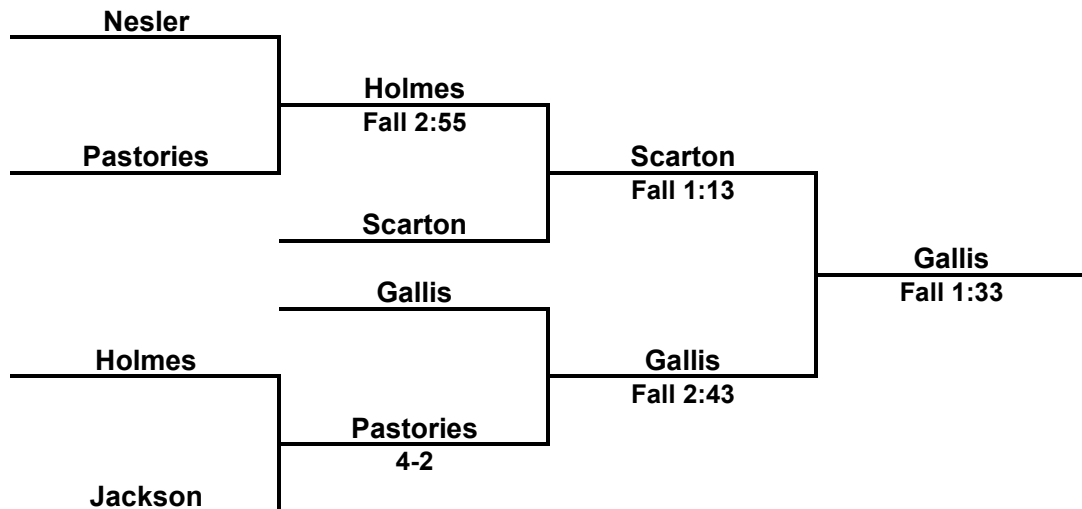 Nesler
Holmes
Fall 2:55
Pastories
Scarton
Fall 1:13
Scarton
Gallis
Fall 1:33
Gallis
Holmes
Gallis
Fall 2:43
Pastories
4-2
Jackson